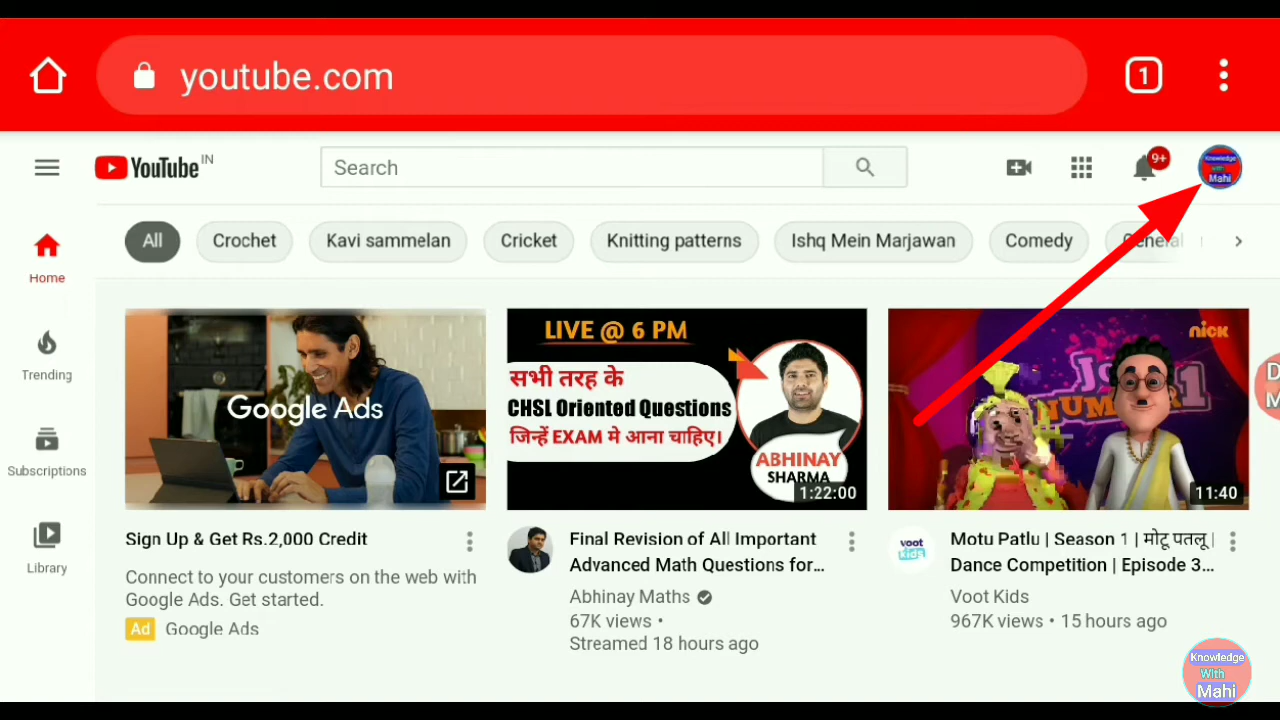 youtube.com
1
YouTube IN
Search
9+
Knowledge
with
Mahi
All
Crochet
Kavi sammelan
Cricket
Knitting patterns
Ishq Mein Marjawan
Comedy
General
Home
Trending
Subscriptions
Library
Google Ads
LIVE @ 6 PM
सभी तरह के
CHSL Oriented Questions
जिन्हें EXAM मे आना चाहिए।
ABHINAY
SHARMA
1:22:00
nick
NUMBER 1
11:40
D
M
Sign Up & Get Rs.2,000 Credit
Connect to your customers on the web with
Google Ads. Get started.
Ad Google Ads
Final Revision of All Important
Advanced Math Questions for...
Abhinay Maths
67K views •
Streamed 18 hours ago
voot
kids
Motu Patlu | Season 1 | मोटू पतलू |
Dance Competition | Episode 3...
Voot Kids
967K views • 15 hours ago
Knowledge
With
Mahi